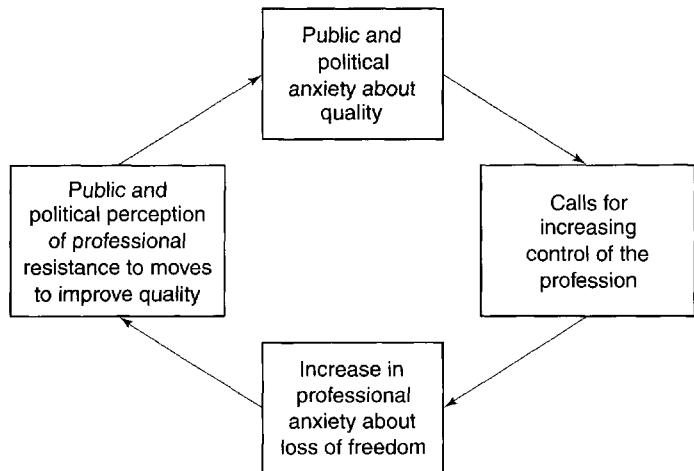 Public and
political
anxiety about
quality
Public and
political perception
of professional
resistance to moves
to improve quality
Calls for
increasing
control of the
profession
Increase in
professional
anxiety about
loss of freedom